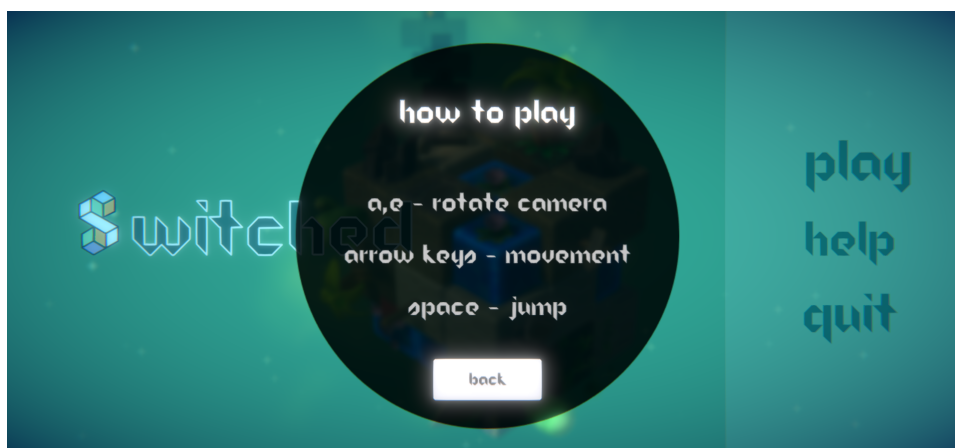 Switched
how to play
a,e - rotate camera
arrow keys - movement
space - jump
back
play
help
quit